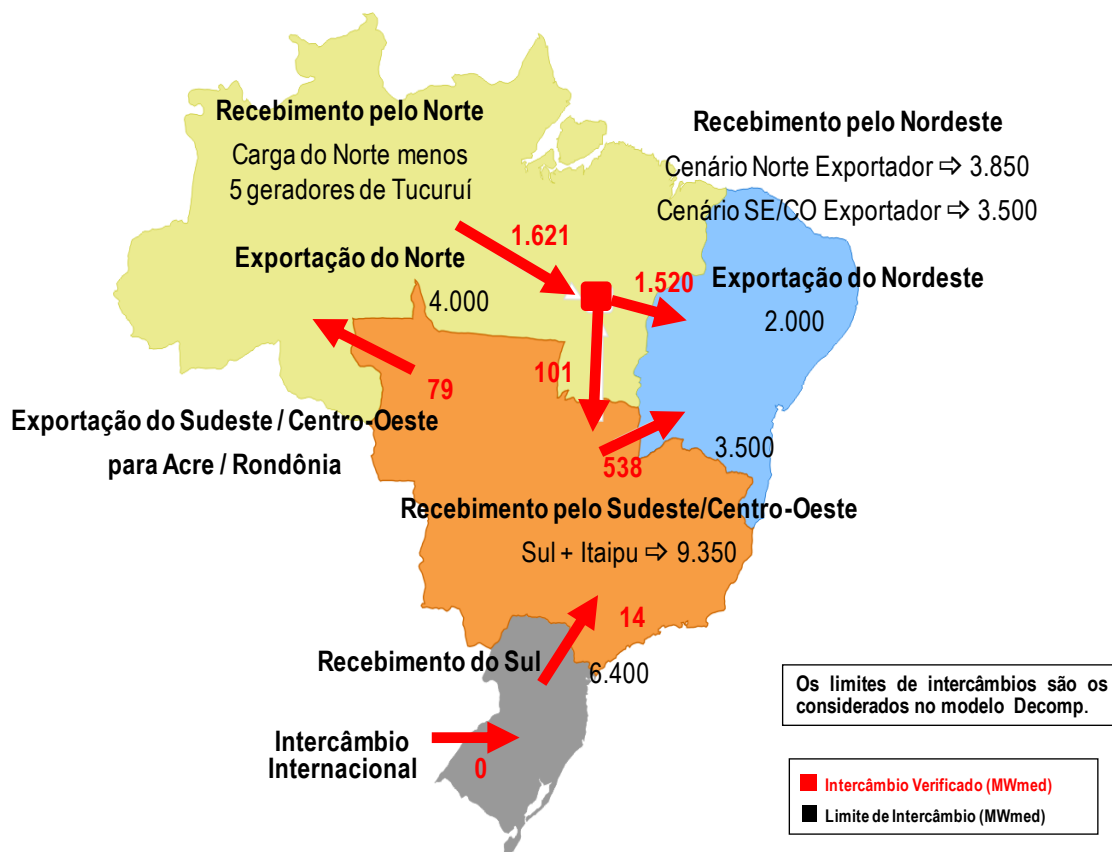 Recebimento pelo Norte
Carga do Norte menos
5 geradores de Tucuruí
Recebimento pelo Nordeste
Cenário Norte Exportador ⇨ 3.850
Cenário SE/CO Exportador ⇨ 3.500
1.621
Exportação do Norte
4.000
1.520
Exportação do Nordeste
2.000
79
101
Exportação do Sudeste / Centro-Oeste
para Acre / Rondônia
538
3.500
Recebimento pelo Sudeste/Centro-Oeste
Sul + Itaipu ⇨ 9.350
14
Recebimento do Sul
6.400
Intercâmbio
Internacional
0
Os limites de intercâmbios são os
considerados no modelo Decomp.
Intercâmbio Verificado (MWmed)
Limite de Intercâmbio (MWmed)